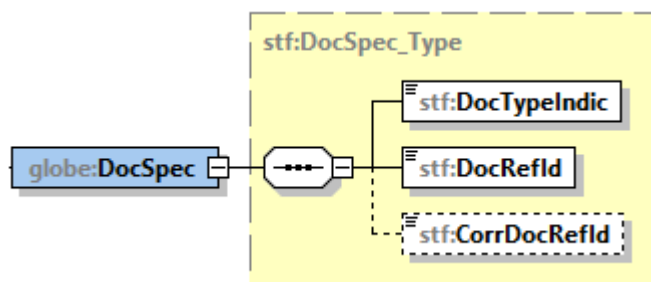 stf:DocSpec_Type
stf:DocTypeIndic
globe:DocSpec
stf:DocRefId
stf:CorrDocRefId